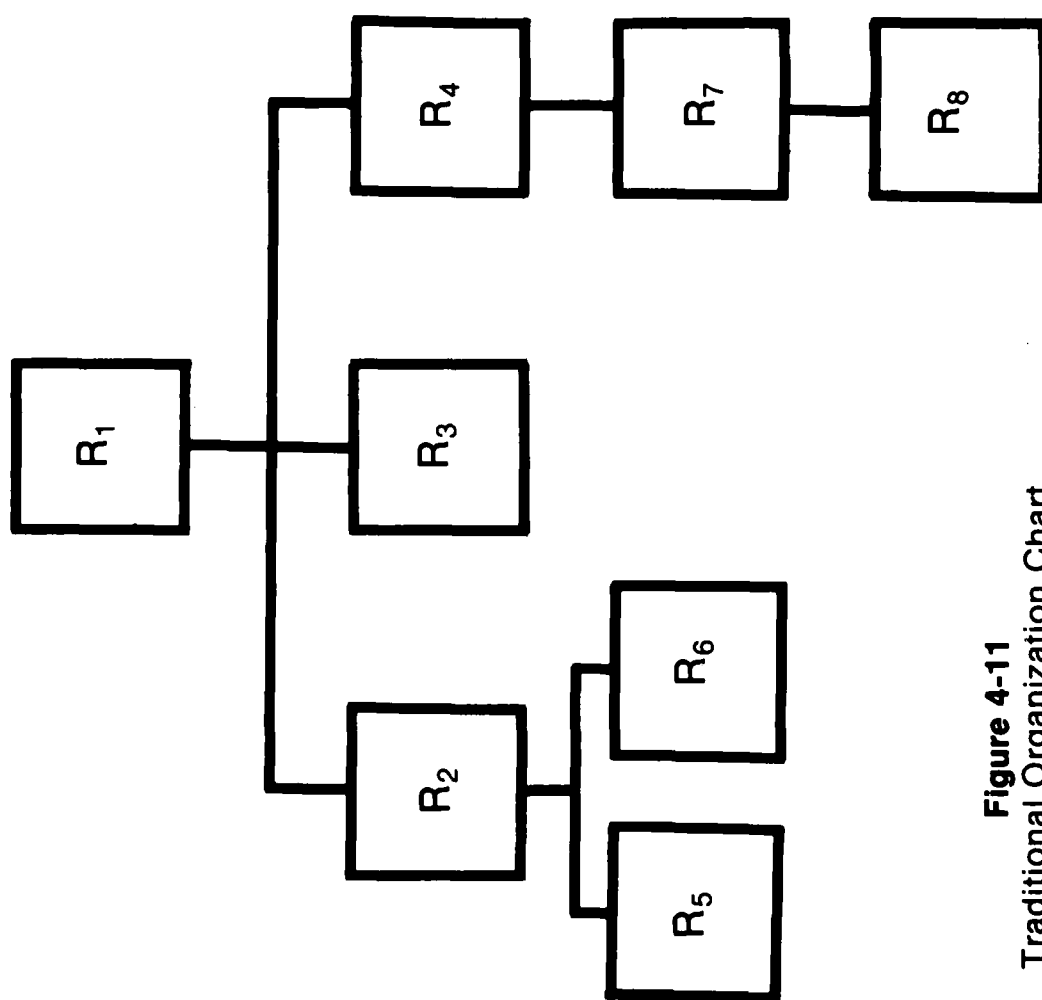 R₁
R₂
R₃
R₄
R₅
R₆
R₇
R₈
Figure 4-11
Traditional Organization Chart